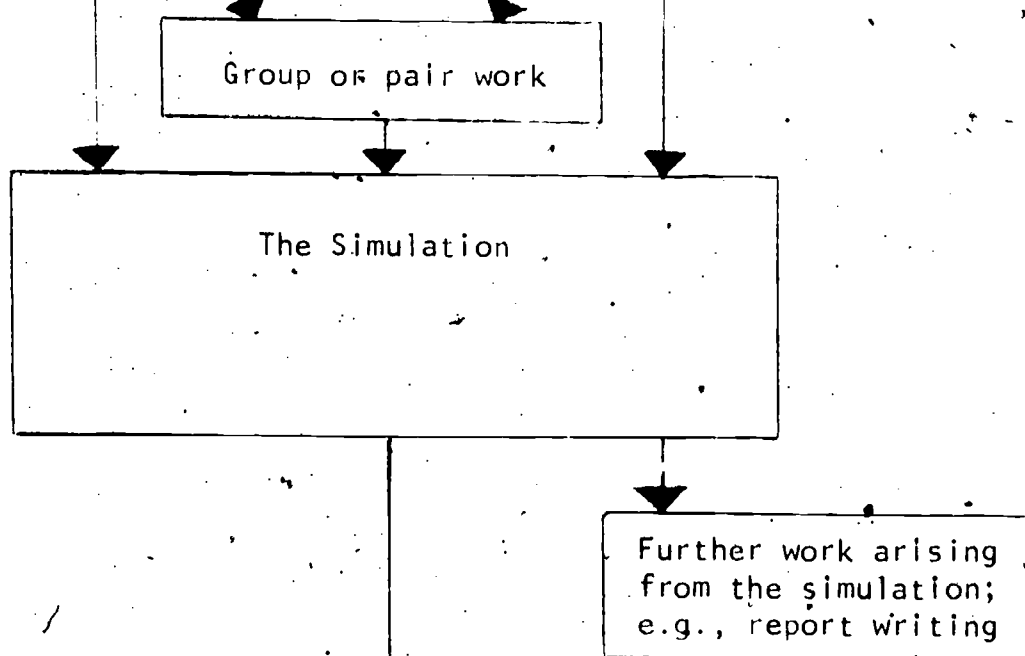 Group or pair work
The Simulation
Further work arising
from the simulation;
e.g., report writing